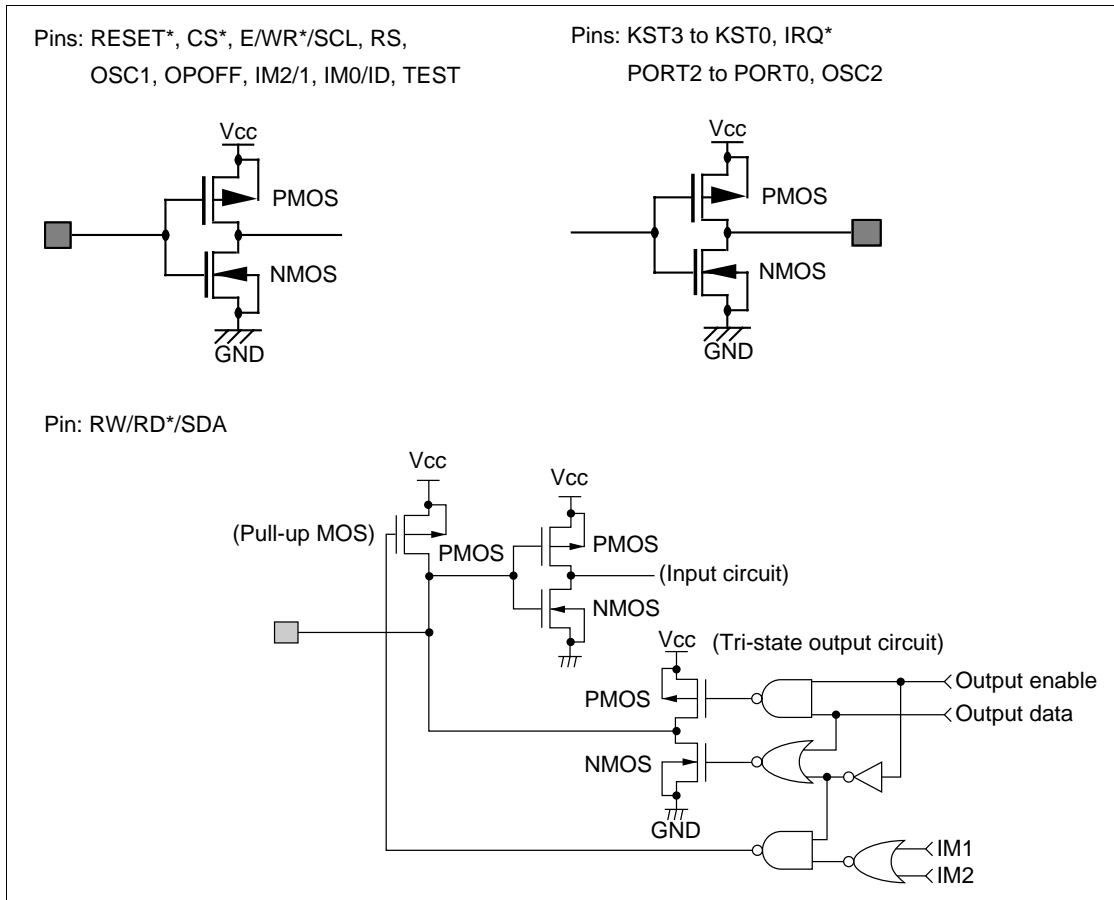 Pins: RESET*, CS*, E/WR*/SCL, RS,
OSC1, OPOFF, IM2/1, IM0/ID, TEST
Vcc
PMOS
NMOS
GND
Pins: KST3 to KST0, IRQ*
PORT2 to PORT0, OSC2
Vcc
PMOS
NMOS
GND
Pin: RW/RD*/SDA
Vcc
Vcc
(Pull-up MOS)
PMOS
PMOS
(Input circuit)
NMOS
Vcc
(Tri-state output circuit)
Output enable
PMOS
Output data
NMOS
GND
IM1
IM2